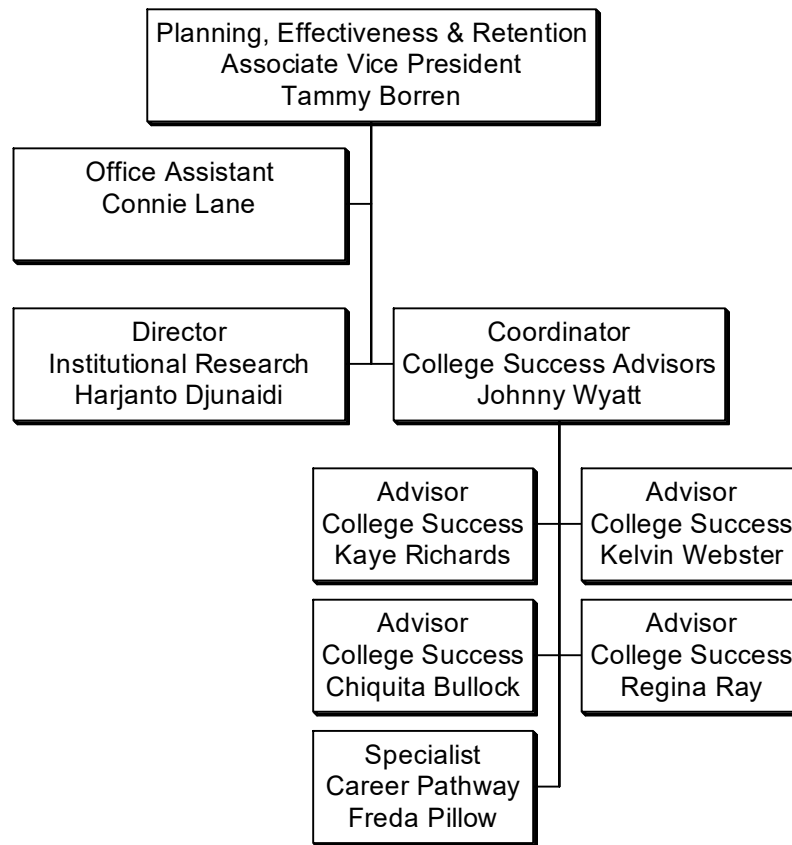 Planning, Effectiveness & Retention
Associate Vice President
Tammy Borren
Office Assistant
Connie Lane
Director
Institutional Research
Harjanto Djunaidi
Coordinator
College Success Advisors
Johnny Wyatt
Advisor
College Success
Kaye Richards
Advisor
College Success
Kelvin Webster
Advisor
College Success
Chiquita Bullock
Advisor
College Success
Regina Ray
Specialist
Career Pathway
Freda Pillow